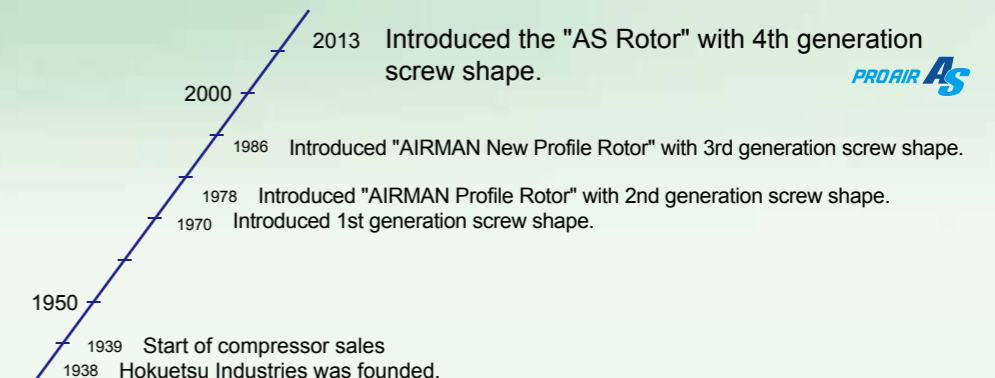 2013 Introduced the "AS Rotor" with 4th generation
screw shape.
PROAIR AS
2000
1986 Introduced "AIRMAN New Profile Rotor" with 3rd generation screw shape.
1978 Introduced "AIRMAN Profile Rotor" with 2nd generation screw shape.
1970 Introduced 1st generation screw shape.
1950
1939 Start of compressor sales
1938 Hokuetsu Industries was founded.